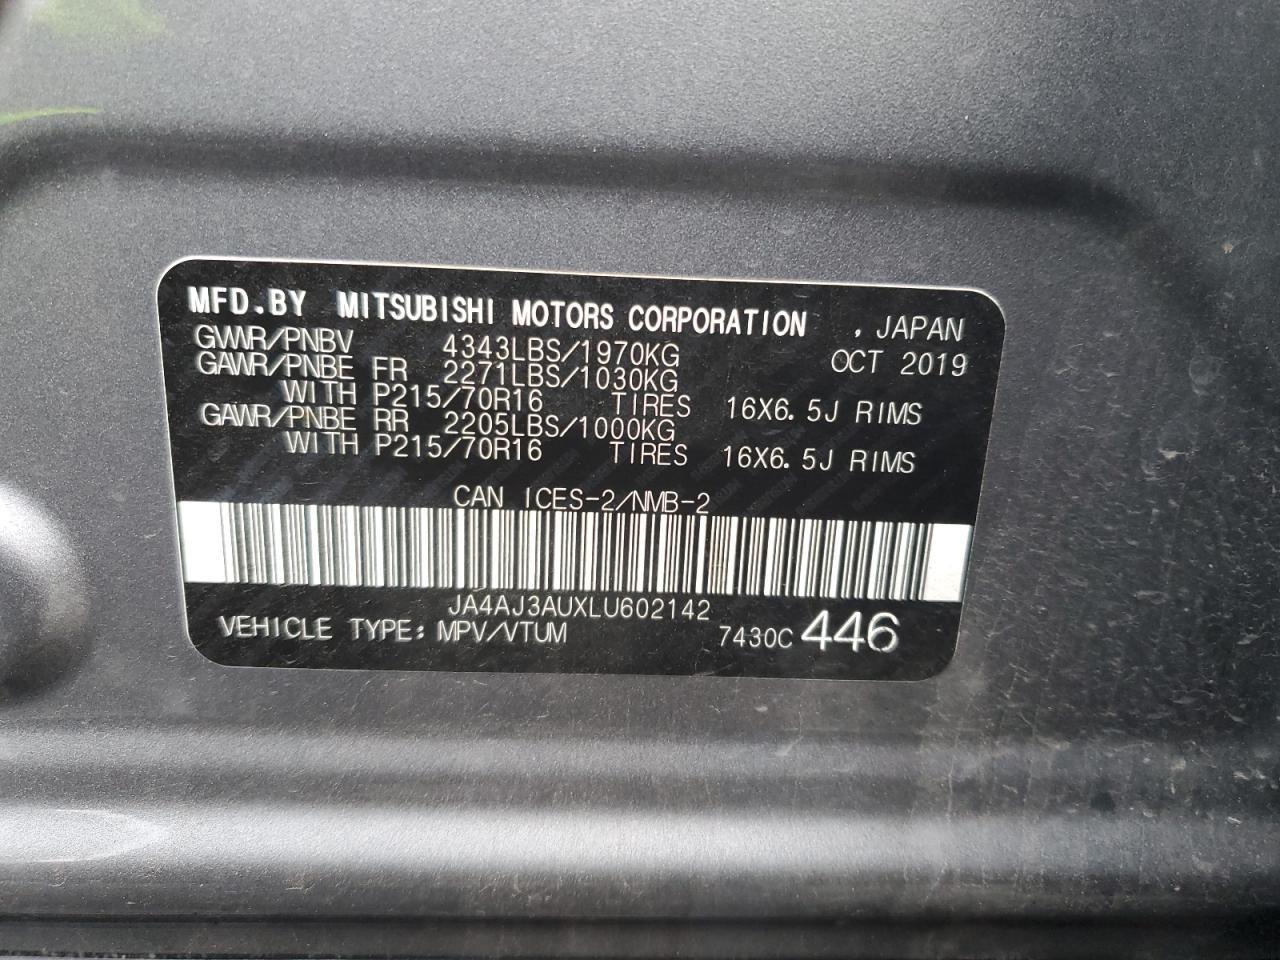 MFD.BY MITSUBISHI MOTORS CORPORATION , JAPAN
GVWR/PNBV 4343LBS/1970KG OCT 2019
GAWR/PNBE FR 2271LBS/1030KG
WITH P215/70R16 TIRES 16X6.5J RIMS
GAWR/PNBE RR 2205LBS/1000KG
WITH P215/70R16 TIRES 16X6.5J RIMS
CAN ICES-2/NMB-2
JA4AJ3AUXLU602142
VEHICLE TYPE: MPV/VTUM 7430C 446